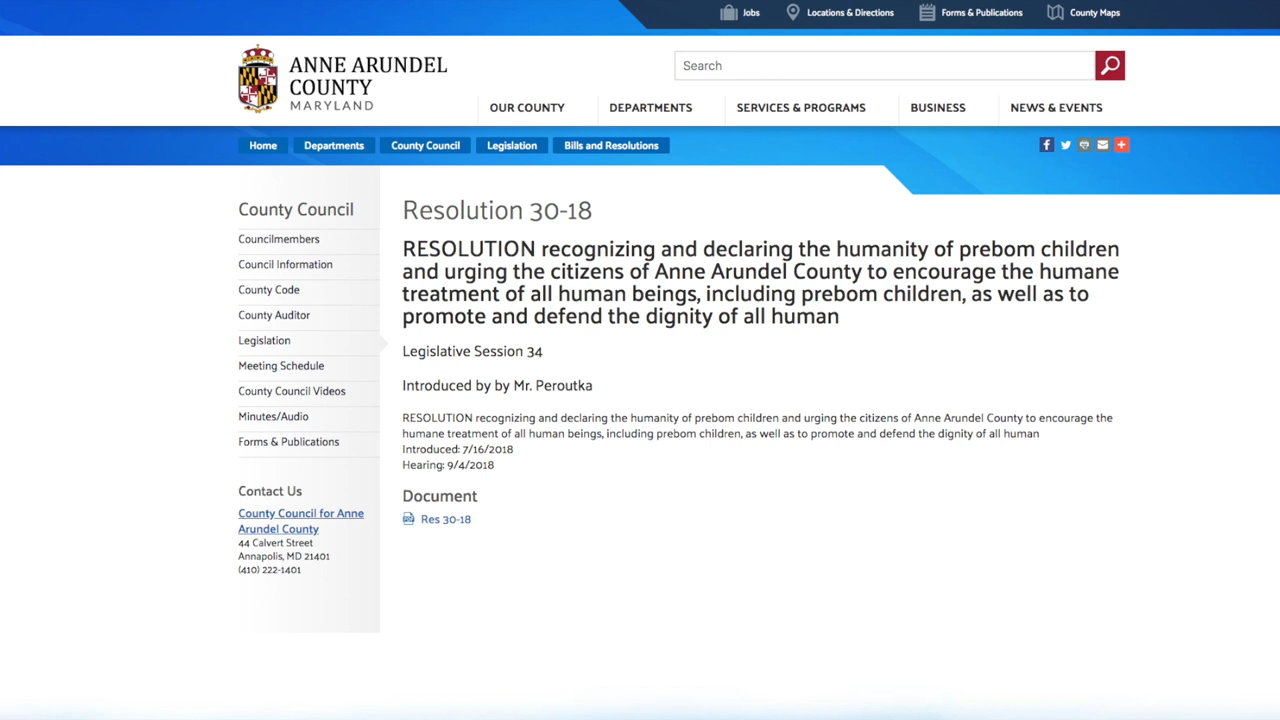 Jobs
Locations & Directions
Forms & Publications
County Maps
ANNE ARUNDEL
COUNTY
MARYLAND
Search
OUR COUNTY
DEPARTMENTS
SERVICES & PROGRAMS
BUSINESS
NEWS & EVENTS
Home
Departments
County Council
Legislation
Bills and Resolutions
County Council
Councilmembers
Council Information
County Code
County Auditor
Legislation
Meeting Schedule
County Council Videos
Minutes/Audio
Forms & Publications
Contact Us
County Council for Anne
Arundel County
44 Calvert Street
Annapolis, MD 21401
(410) 222-1401
Resolution 30-18
RESOLUTION recognizing and declaring the humanity of prebom children
and urging the citizens of Anne Arundel County to encourage the humane
treatment of all human beings, including prebom children, as well as to
promote and defend the dignity of all human
Legislative Session 34
Introduced by by Mr. Peroutka
RESOLUTION recognizing and declaring the humanity of prebom children and urging the citizens of Anne Arundel County to encourage the
humane treatment of all human beings, including prebom children, as well as to promote and defend the dignity of all human
Introduced: 7/16/2018
Hearing: 9/4/2018
Document
Res 30-18